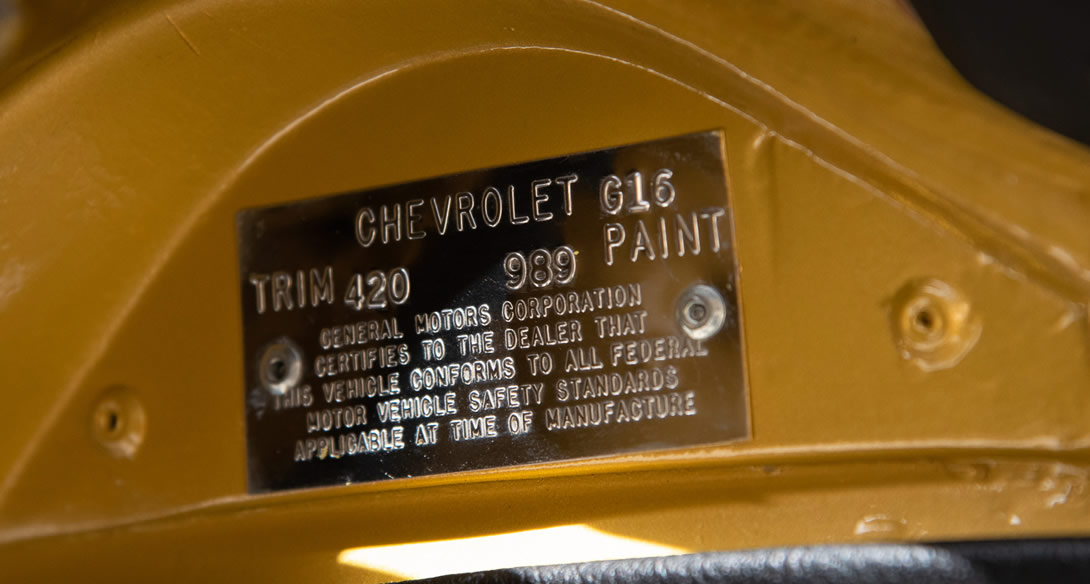 CHEVROLET G16
TRIM 420 989 PAINT
GENERAL MOTORS CORPORATION
CERTIFIES TO THE DEALER THAT
THIS VEHICLE CONFORMS TO ALL FEDERAL
MOTOR VEHICLE SAFETY STANDARDS
APPLICABLE AT TIME OF MANUFACTURE